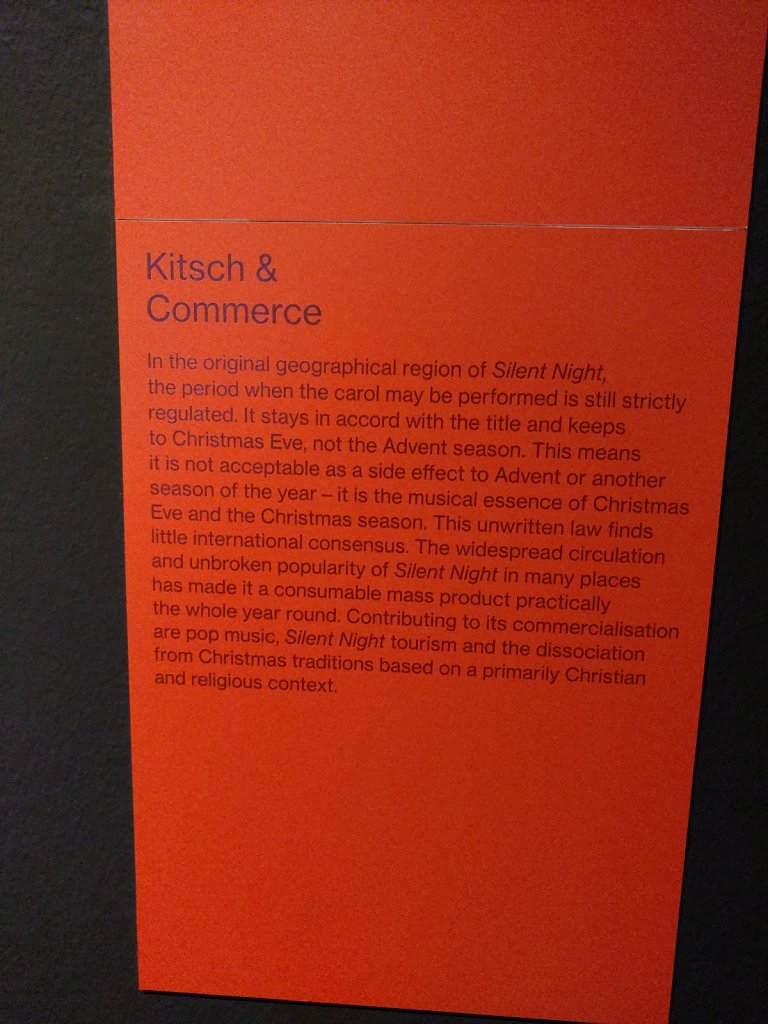 Kitsch &
Commerce
In the original geographical region of Silent Night,
the period when the carol may be performed is still strictly
regulated. It stays in accord with the title and keeps
to Christmas Eve, not the Advent season. This means
it is not acceptable as a side effect to Advent or another
season of the year – it is the musical essence of Christmas
Eve and the Christmas season. This unwritten law finds
little international consensus. The widespread circulation
and unbroken popularity of Silent Night in many places
has made it a consumable mass product practically
the whole year round. Contributing to its commercialisation
are pop music, Silent Night tourism and the dissociation
from Christmas traditions based on a primarily Christian
and religious context.